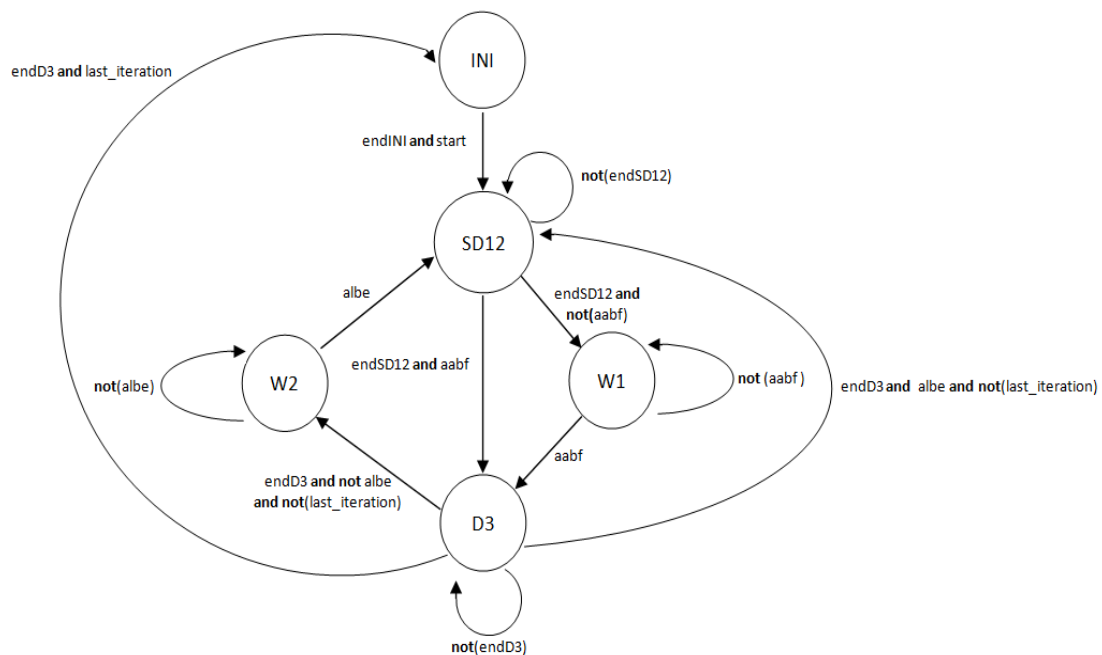 INI
endD3 and last_iteration
endINI and start
not(endSD12)
SD12
albe
endSD12 and
not(aabf)
endSD12 and aabf
W2
W1
not(albe)
not (aabf)
endD3 and albe and not(last_iteration)
aabf
endD3 and not albe
and not(last_iteration)
D3
not(endD3)